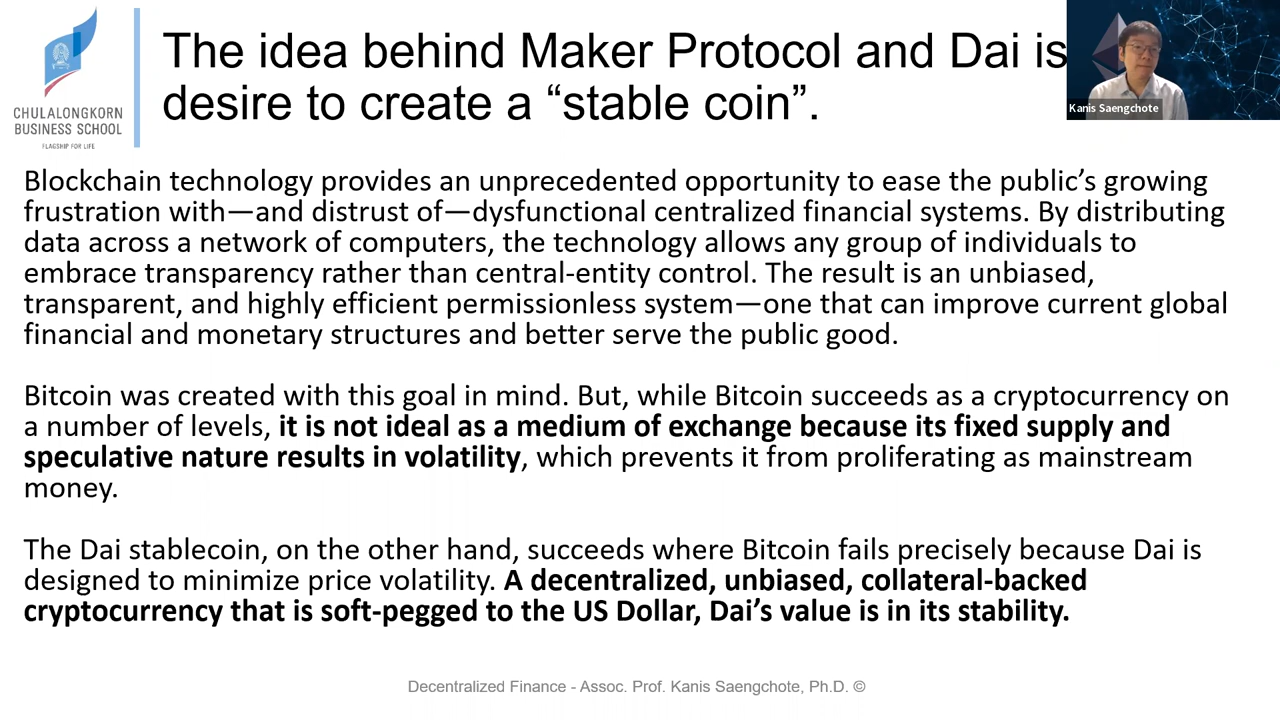 CHULALONGKORN
BUSINESS SCHOOL
FLAGSHIP FOR LIFE
The idea behind Maker Protocol and Dai is
desire to create a “stable coin”.
Kanis Saengchote
Blockchain technology provides an unprecedented opportunity to ease the public’s growing
frustration with—and distrust of—dysfunctional centralized financial systems. By distributing
data across a network of computers, the technology allows any group of individuals to
embrace transparency rather than central-entity control. The result is an unbiased,
transparent, and highly efficient permissionless system—one that can improve current global
financial and monetary structures and better serve the public good.
Bitcoin was created with this goal in mind. But, while Bitcoin succeeds as a cryptocurrency on
a number of levels, it is not ideal as a medium of exchange because its fixed supply and
speculative nature results in volatility, which prevents it from proliferating as mainstream
money.
The Dai stablecoin, on the other hand, succeeds where Bitcoin fails precisely because Dai is
designed to minimize price volatility. A decentralized, unbiased, collateral-backed
cryptocurrency that is soft-pegged to the US Dollar, Dai’s value is in its stability.
Decentralized Finance - Assoc. Prof. Kanis Saengchote, Ph.D. ©